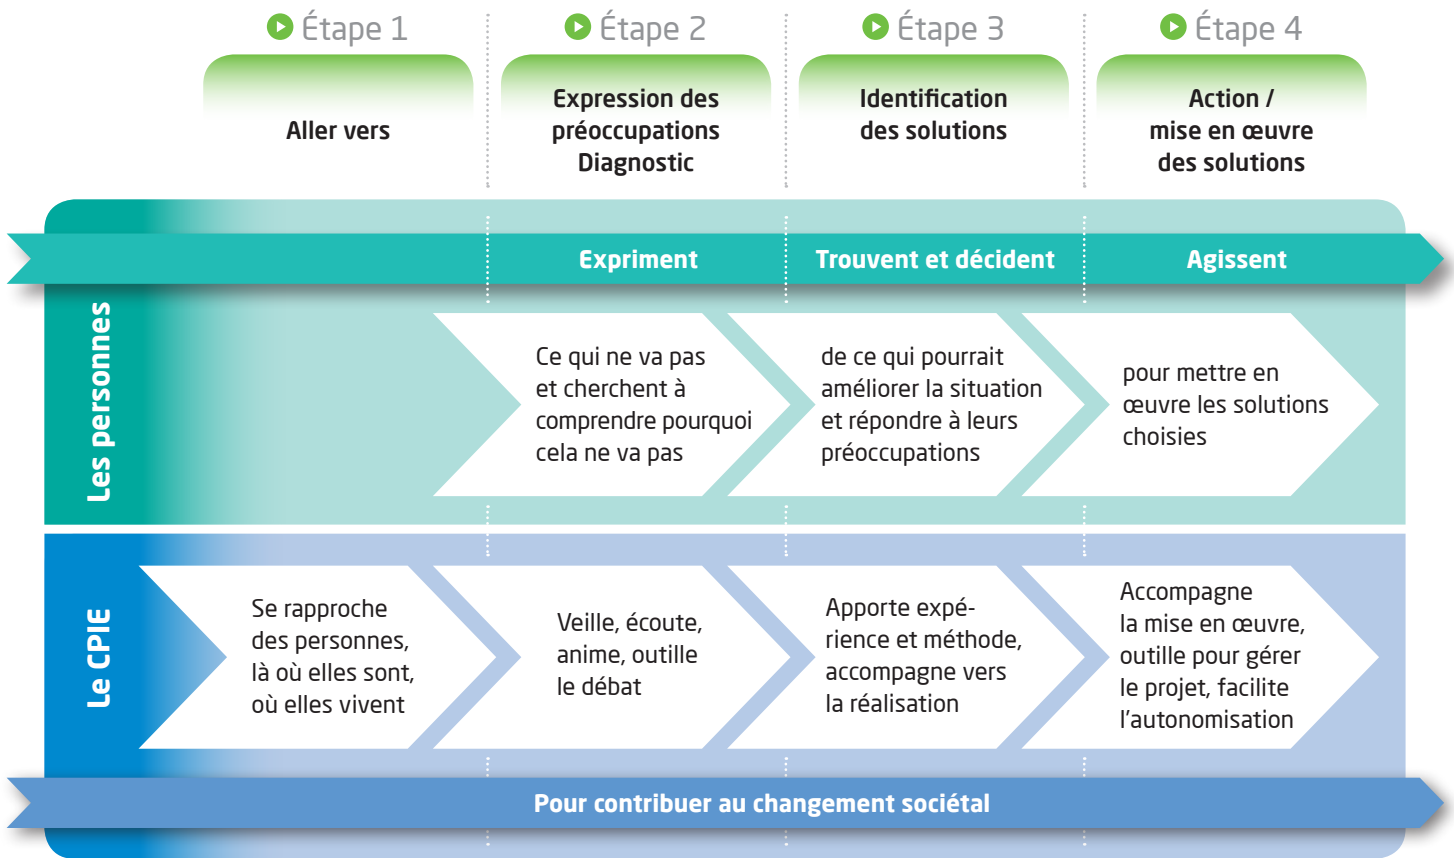 Étape 1
Étape 2
Étape 3
Étape 4
Aller vers
Expression des
préoccupations
Diagnostic
Identification
des solutions
Action /
mise en œuvre
des solutions
Les personnes
Expriment
Trouvent et décident
Agissent
Ce qui ne va pas
et cherchent à
comprendre pourquoi
cela ne va pas
de ce qui pourrait
améliorer la situation
et répondre à leurs
préoccupations
pour mettre en
œuvre les solutions
choisies
Le CPIE
Se rapproche
des personnes,
là où elles sont,
où elles vivent
Veille, écoute,
anime, outille
le débat
Apporte expé-
rience et méthode,
accompagne vers
la réalisation
Accompagne
la mise en œuvre,
outille pour gérer
le projet, facilite
l'autonomisation
Pour contribuer au changement sociétal